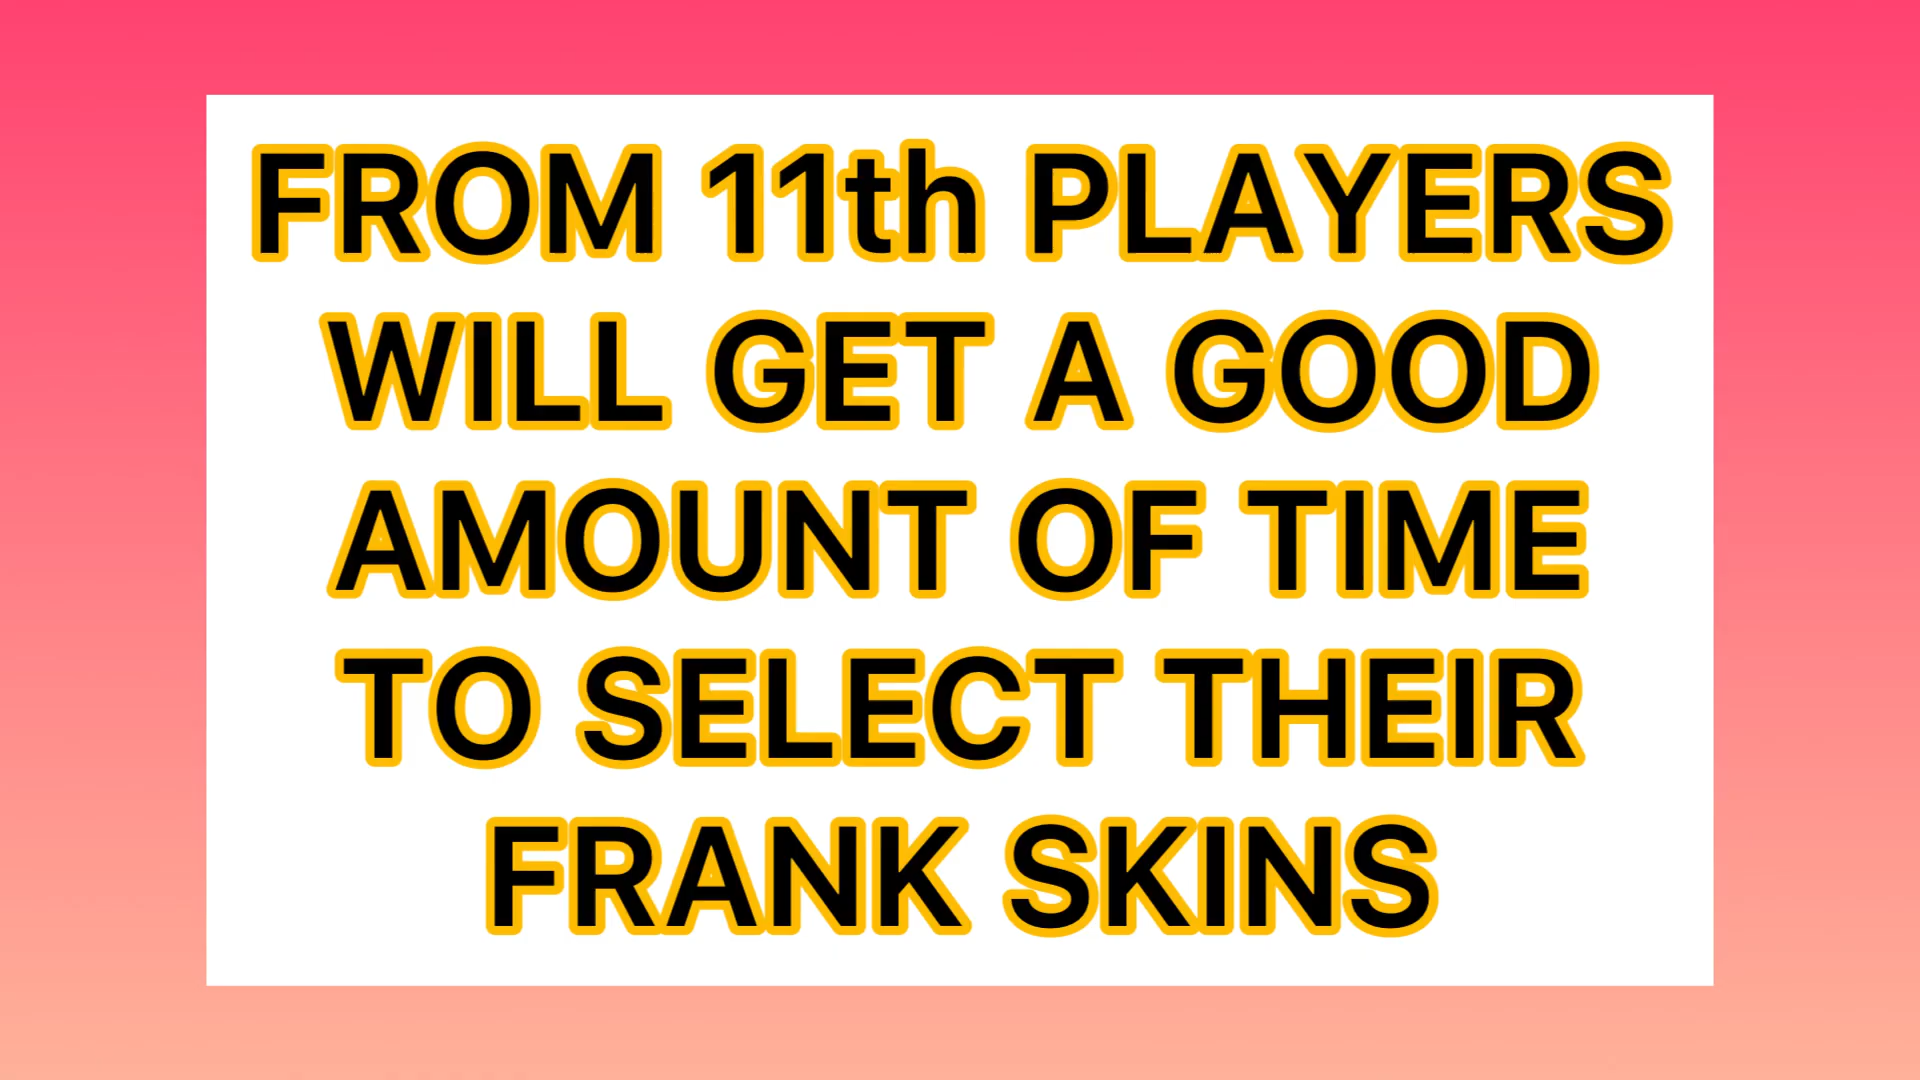 FROM 11th PLAYERS
WILL GET A GOOD
AMOUNT OF TIME
TO SELECT THEIR
FRANK SKINS